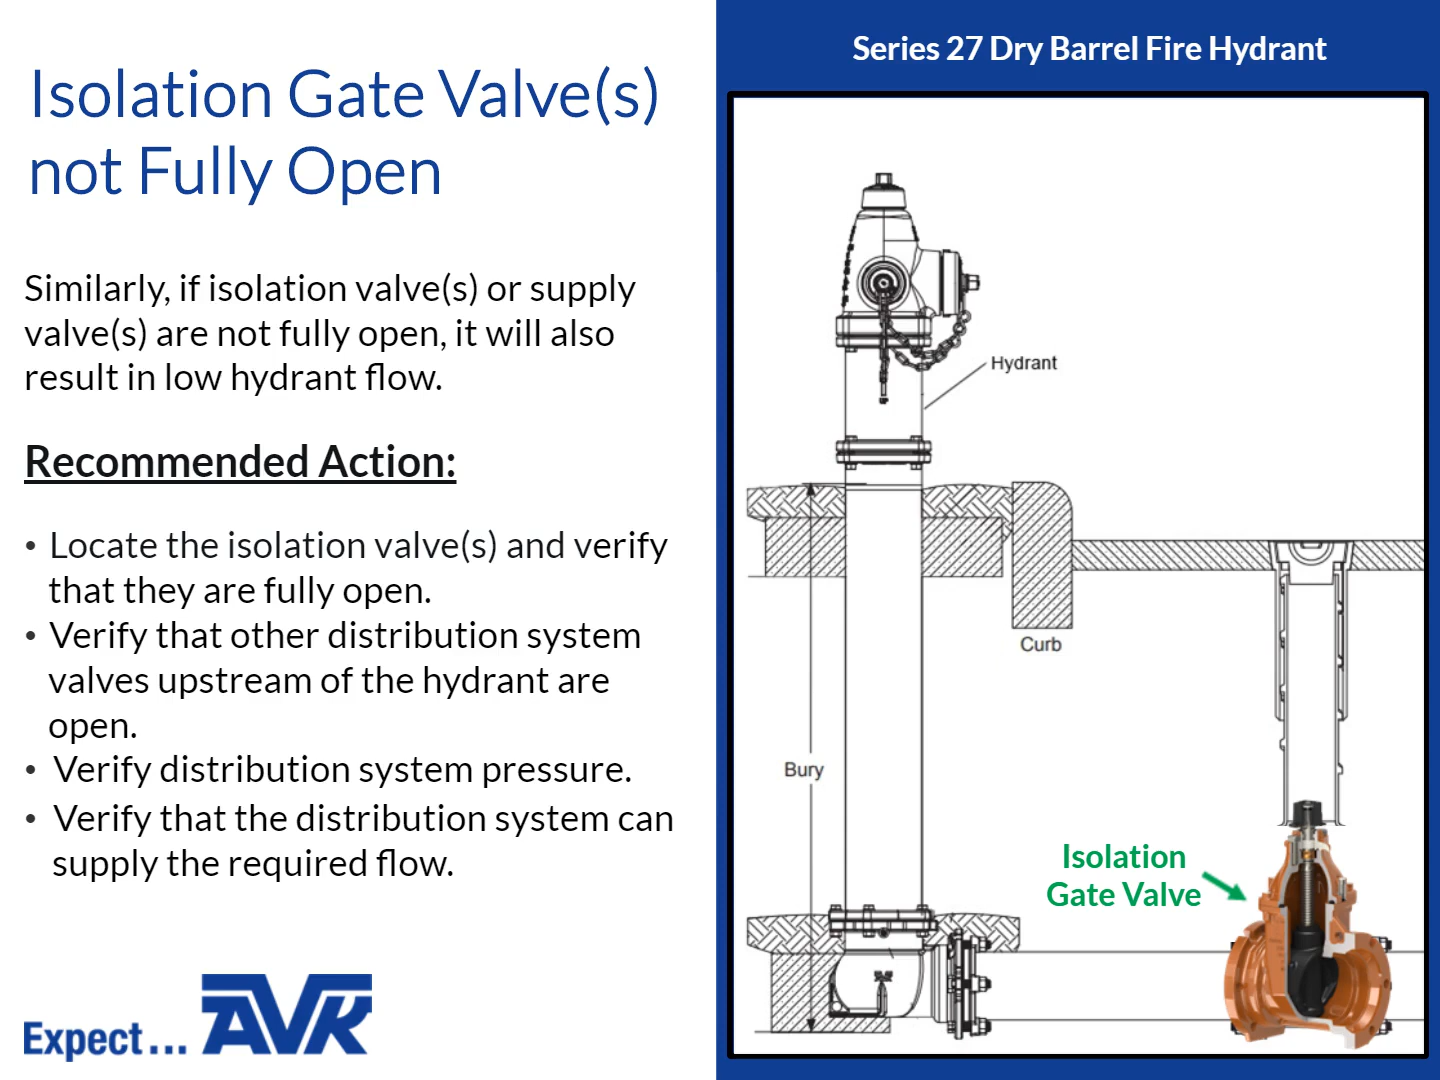 Isolation Gate Valve(s)
not Fully Open
Similarly, if isolation valve(s) or supply
valve(s) are not fully open, it will also
result in low hydrant flow.
Recommended Action:
• Locate the isolation valve(s) and verify
that they are fully open.
• Verify that other distribution system
valves upstream of the hydrant are
open.
• Verify distribution system pressure.
• Verify that the distribution system can
supply the required flow.
Expect... AVK
Series 27 Dry Barrel Fire Hydrant
Hydrant
Curb
Bury
Isolation
Gate Valve